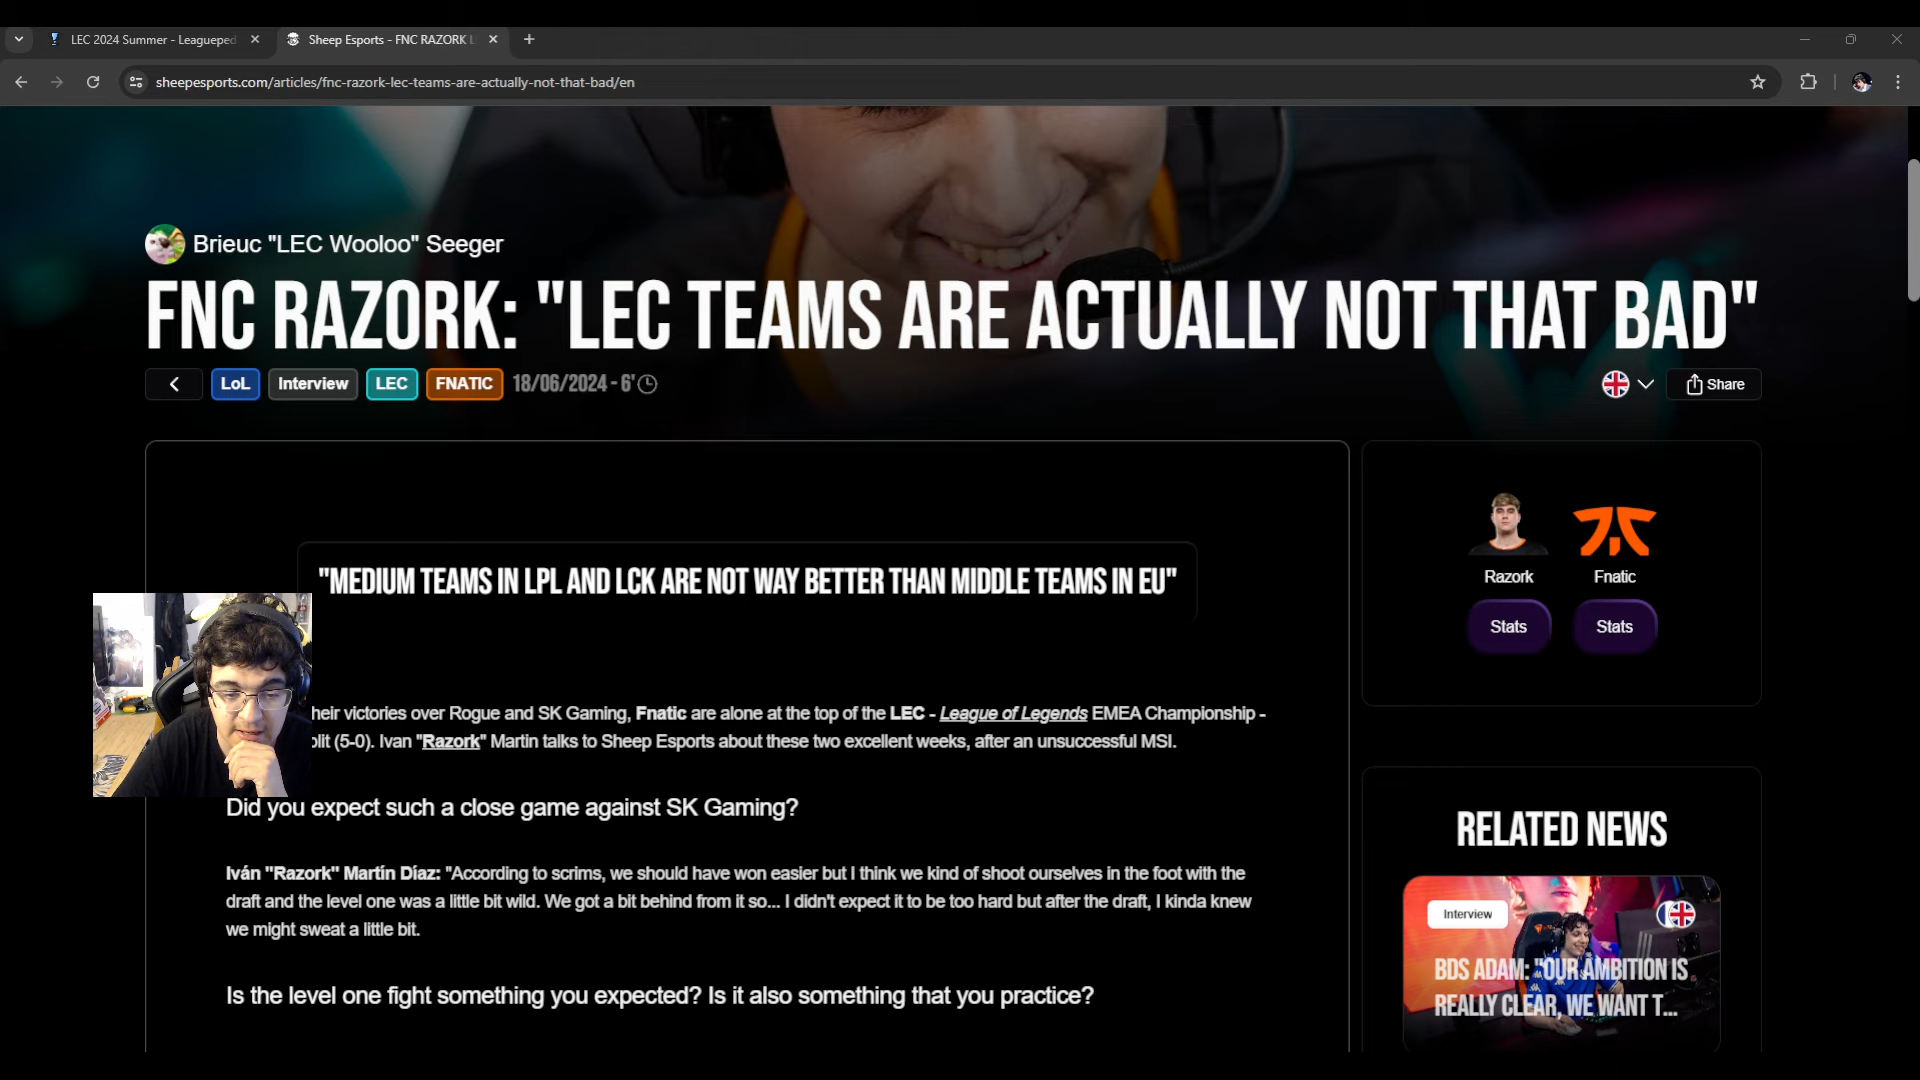 LEC 2024 Summer - Leagueped
Sheep Esports - FNC RAZORK L
sheepesports.com/articles/fnc-razork-lec-teams-are-actually-not-that-bad/en
Brieuc "LEC Wooloo" Seeger
FNC RAZORK: "LEC TEAMS ARE ACTUALLY NOT THAT BAD"
LoL Interview LEC FNATIC 18/06/2024 - 6'
Share
"MEDIUM TEAMS IN LPL AND LCK ARE NOT WAY BETTER THAN MIDDLE TEAMS IN EU"
heir victories over Rogue and SK Gaming, Fnatic are alone at the top of the LEC - League of Legends EMEA Championship -
olit (5-0). Ivan "Razork" Martin talks to Sheep Esports about these two excellent weeks, after an unsuccessful MSI.
Did you expect such a close game against SK Gaming?
Iván "Razork" Martín Díaz: "According to scrims, we should have won easier but I think we kind of shoot ourselves in the foot with the
draft and the level one was a little bit wild. We got a bit behind from it so... I didn't expect it to be too hard but after the draft, I kinda knew
we might sweat a little bit.
Is the level one fight something you expected? Is it also something that you practice?
Razork Fnatic
Stats Stats
RELATED NEWS
Interview
BDS ADAM: "OUR AMBITION IS
REALLY CLEAR, WE WANT T...